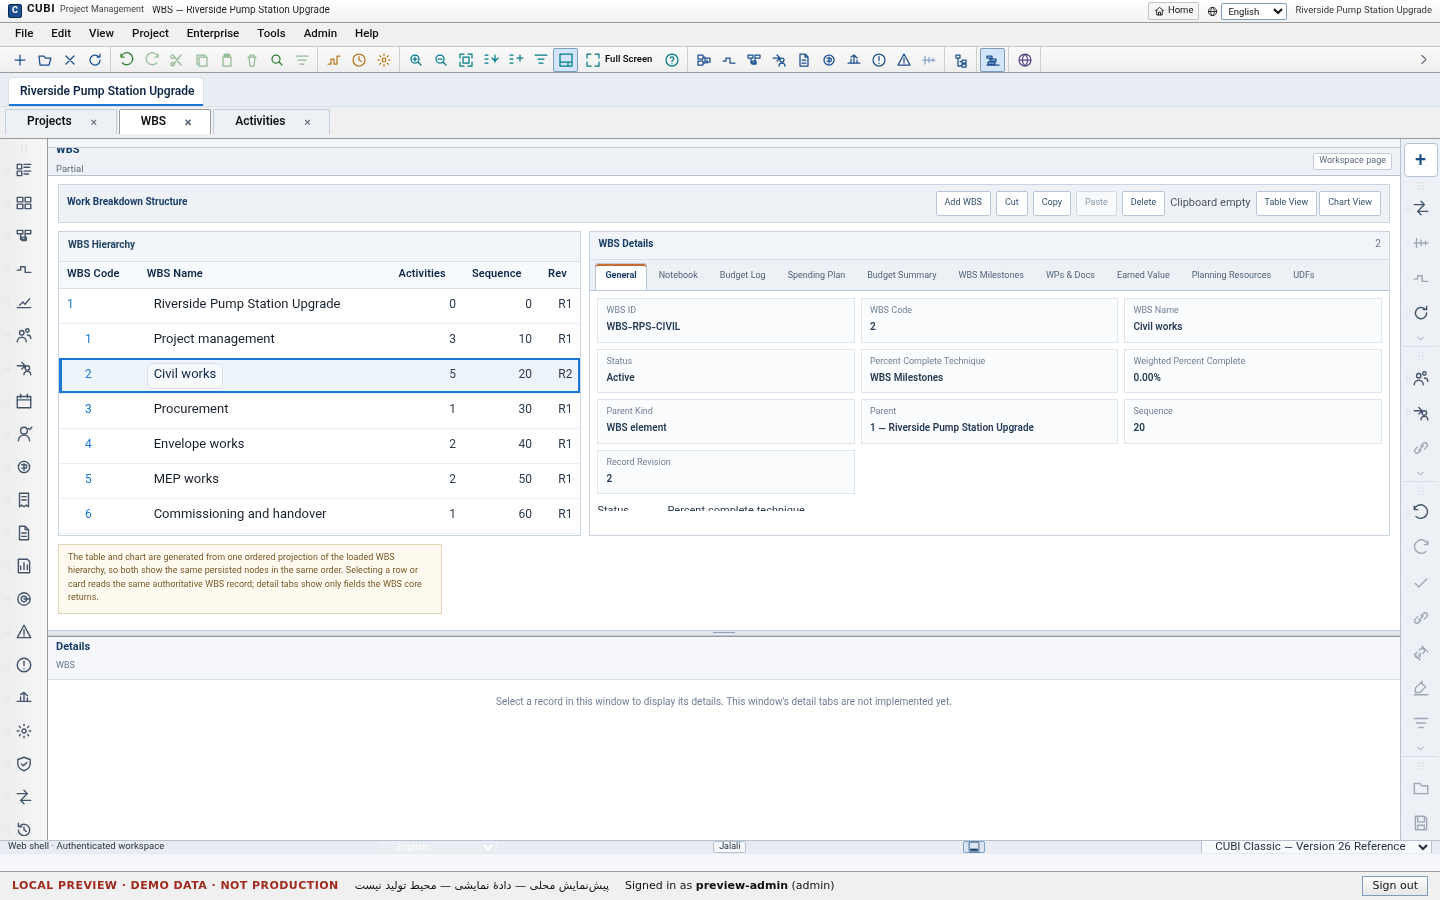 C CUBI Project Management WBS — Riverside Pump Station Upgrade Home English Riverside Pump Station Upgrade
File Edit View Project Enterprise Tools Admin Help
Full Screen
Riverside Pump Station Upgrade
Projects × WBS × Activities ×
WBS
Partial
Workspace page
Work Breakdown Structure
Add WBS Cut Copy Paste Delete Clipboard empty Table View Chart View
WBS Hierarchy
WBS Code WBS Name Activities Sequence Rev
1 Riverside Pump Station Upgrade 0 0 R1
1 Project management 3 10 R1
2 Civil works 5 20 R2
3 Procurement 1 30 R1
4 Envelope works 2 40 R1
5 MEP works 2 50 R1
6 Commissioning and handover 1 60 R1
WBS Details 2
General Notebook Budget Log Spending Plan Budget Summary WBS Milestones WPs & Docs Earned Value Planning Resources UDFs
WBS ID
WBS-RPS-CIVIL
WBS Code
2
WBS Name
Civil works
Status
Active
Percent Complete Technique
WBS Milestones
Weighted Percent Complete
0.00%
Parent Kind
WBS element
Parent
1 — Riverside Pump Station Upgrade
Sequence
20
Record Revision
2
Status Percent complete technique
The table and chart are generated from one ordered projection of the loaded WBS
hierarchy, so both show the same persisted nodes in the same order. Selecting a row or
card reads the same authoritative WBS record; detail tabs show only fields the WBS core
returns.
Details
WBS
Select a record in this window to display its details. This window's detail tabs are not implemented yet.
Web shell · Authenticated workspace English Jalali CUBI Classic — Version 26 Reference
LOCAL PREVIEW · DEMO DATA · NOT PRODUCTION پیش‌نمایش محلی — دادهٔ نمایشی — محیط تولید نیست Signed in as preview-admin (admin) Sign out